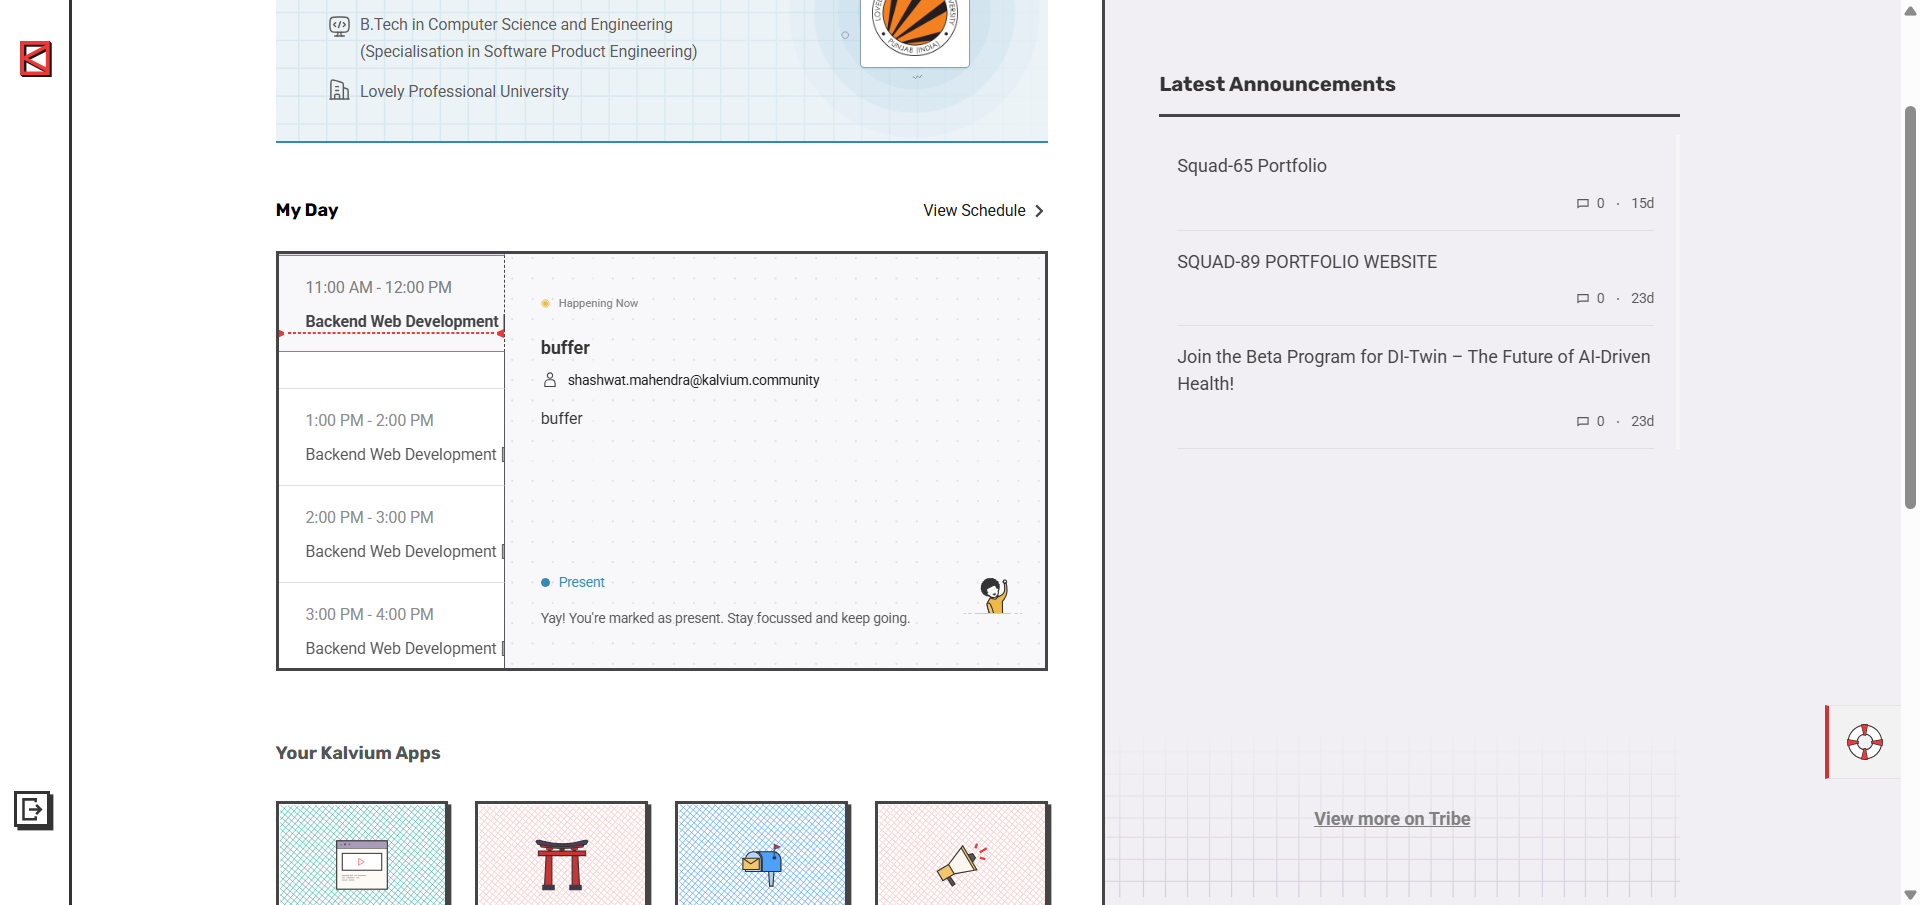 B.Tech in Computer Science and Engineering
(Specialisation in Software Product Engineering)
Lovely Professional University
PUNJAB (INDIA)
My Day
View Schedule
11:00 AM - 12:00 PM
Backend Web Development
1:00 PM - 2:00 PM
Backend Web Development [
2:00 PM - 3:00 PM
Backend Web Development [
3:00 PM - 4:00 PM
Backend Web Development [
Happening Now
buffer
shashwat.mahendra@kalvium.community
buffer
Present
Yay! You're marked as present. Stay focussed and keep going.
Your Kalvium Apps
Latest Announcements
Squad-65 Portfolio
0 · 15d
SQUAD-89 PORTFOLIO WEBSITE
0 · 23d
Join the Beta Program for DI-Twin – The Future of AI-Driven
Health!
0 · 23d
View more on Tribe